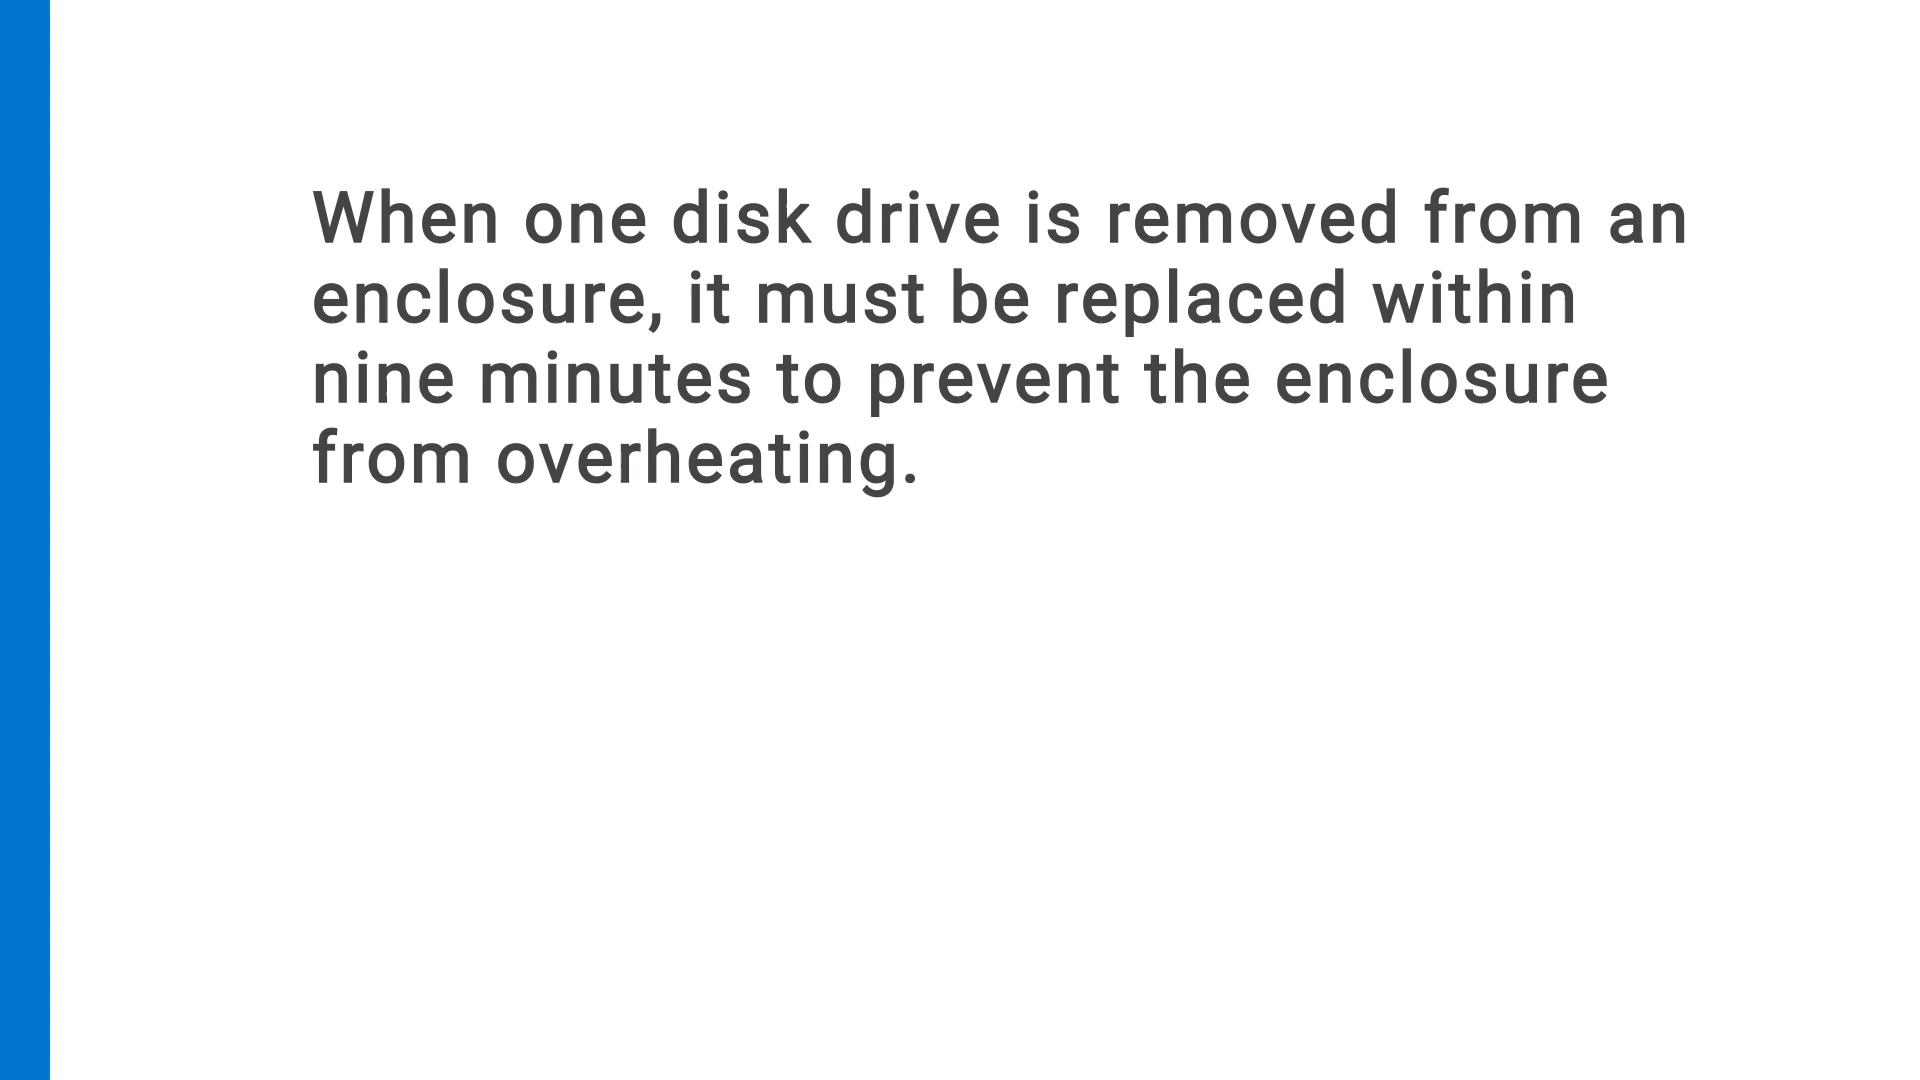 When one disk drive is removed from an
enclosure, it must be replaced within
nine minutes to prevent the enclosure
from overheating.